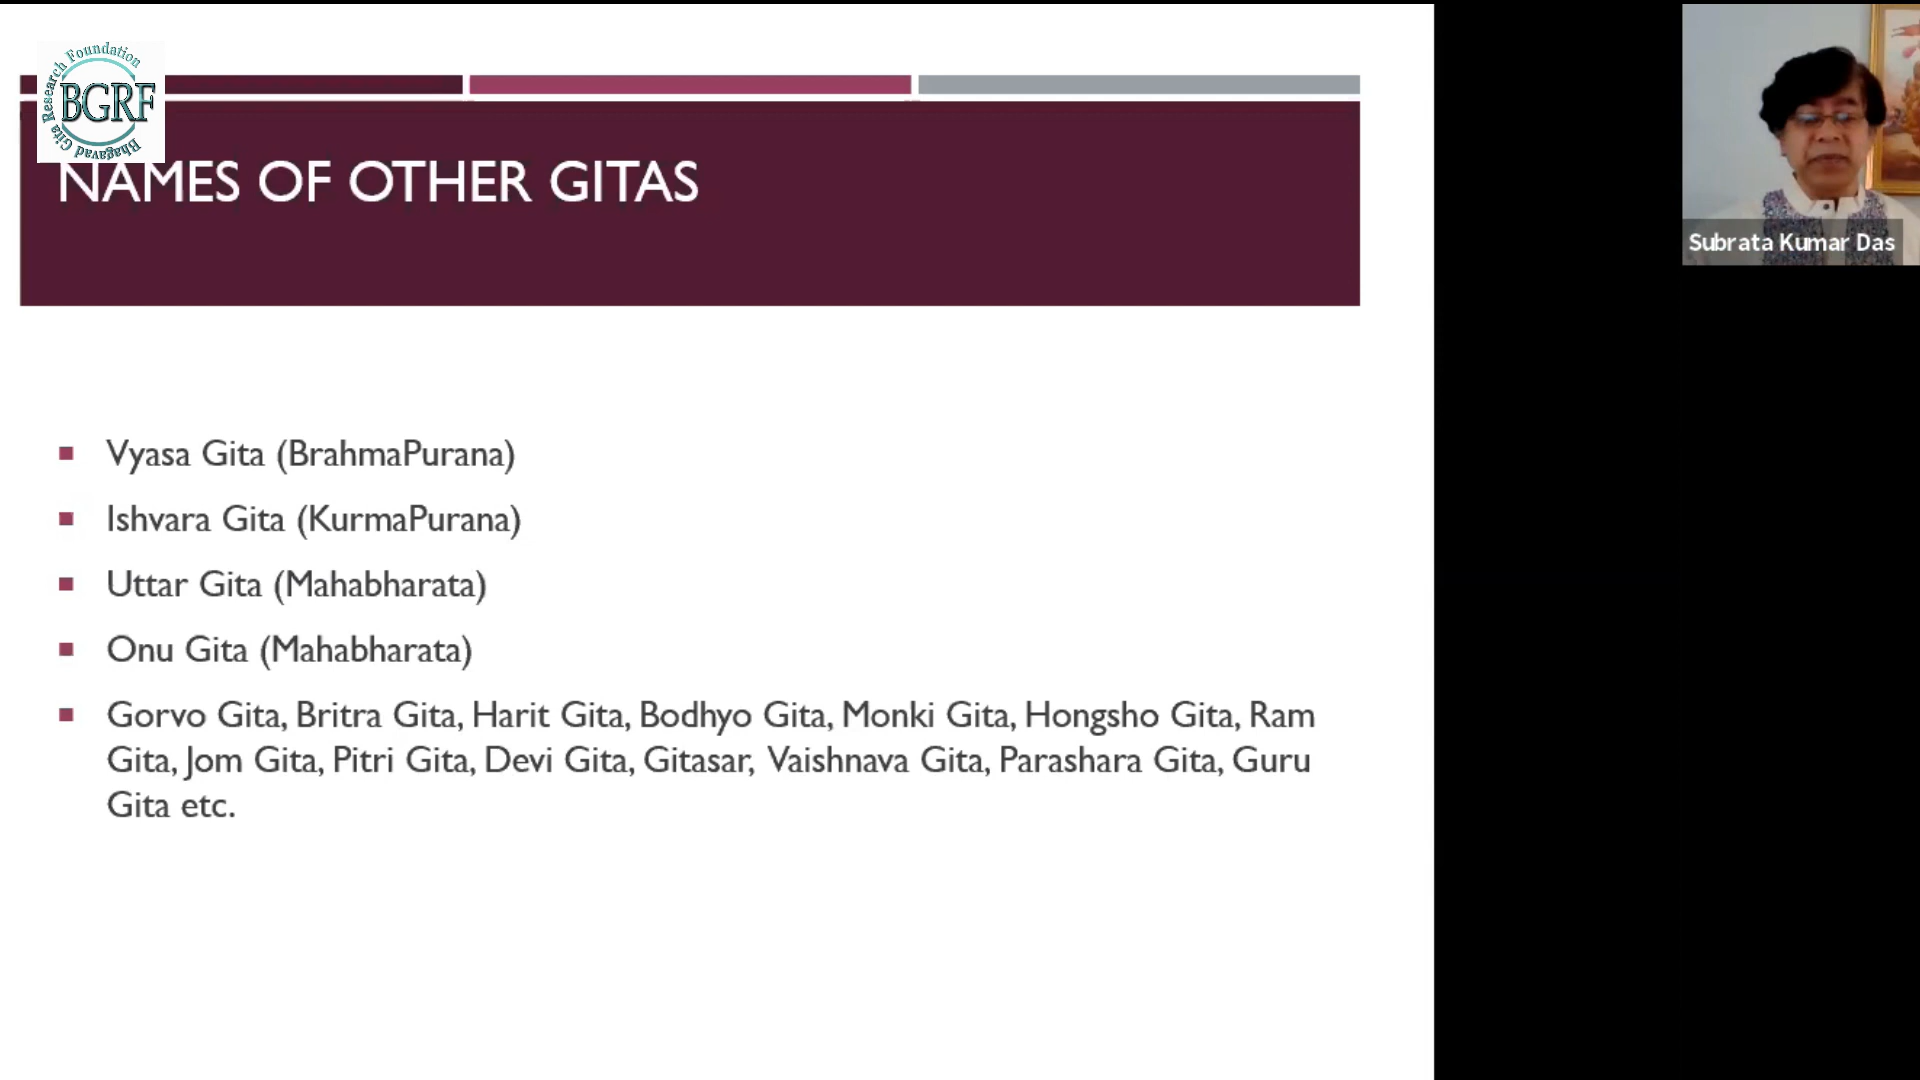 Bhagavad Gita Research Foundation
BGRF
NAMES OF OTHER GITAS
Subrata Kumar Das
Vyasa Gita (BrahmaPurana)
Ishvara Gita (KurmaPurana)
Uttar Gita (Mahabharata)
Onu Gita (Mahabharata)
Gorvo Gita, Britra Gita, Harit Gita, Bodhyo Gita, Monki Gita, Hongsho Gita, Ram
Gita, Jom Gita, Pitri Gita, Devi Gita, Gitasar, Vaishnava Gita, Parashara Gita, Guru
Gita etc.